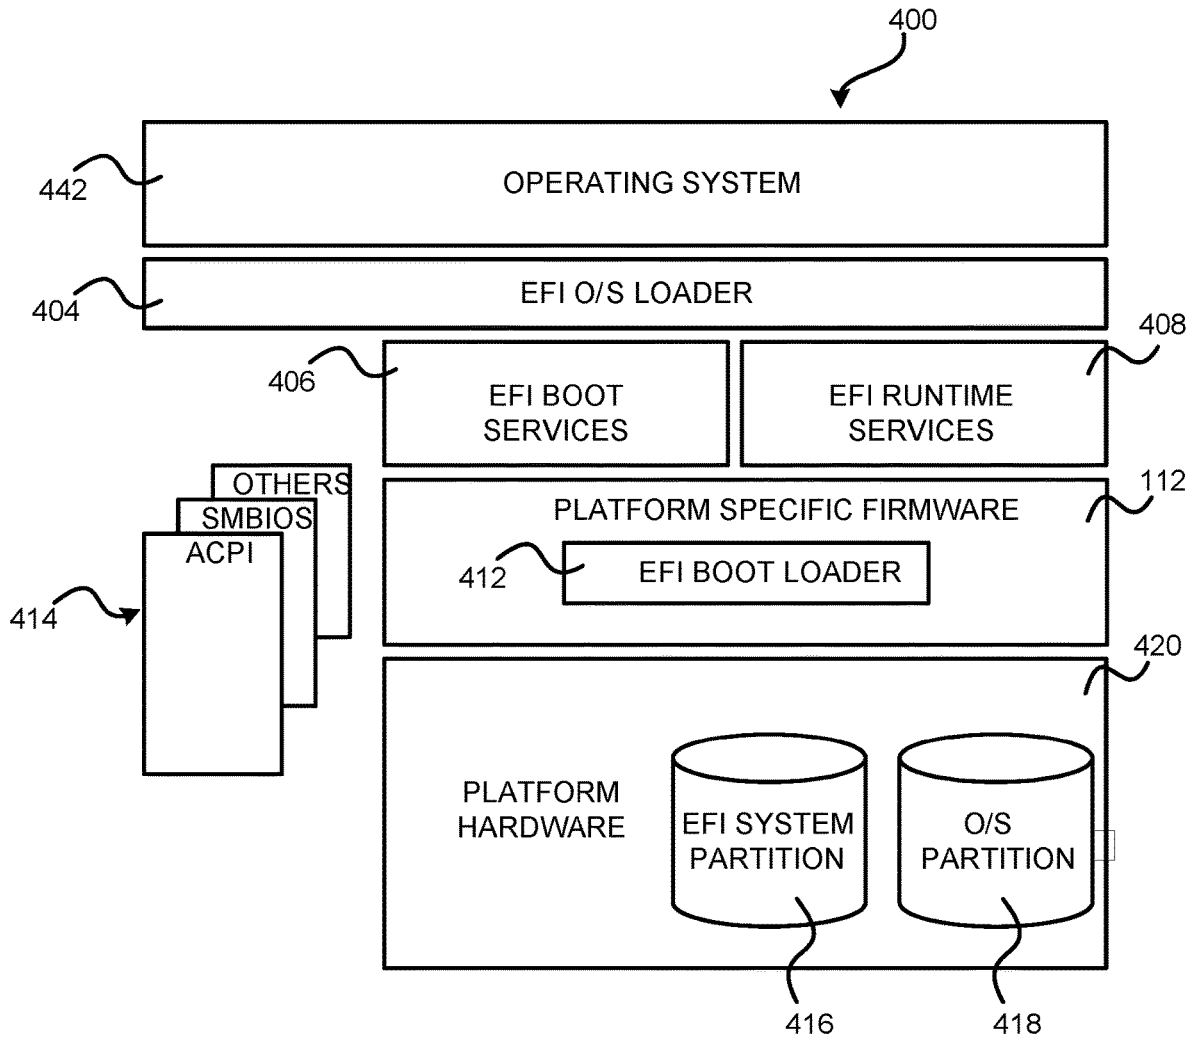 400
442
OPERATING SYSTEM
404
EFI O/S LOADER
408
406
EFI BOOT
SERVICES
EFI RUNTIME
SERVICES
OTHERS
SMBIOS
ACPI
414
112
PLATFORM SPECIFIC FIRMWARE
412
EFI BOOT LOADER
420
PLATFORM
HARDWARE
EFI SYSTEM
PARTITION
O/S
PARTITION
416
418